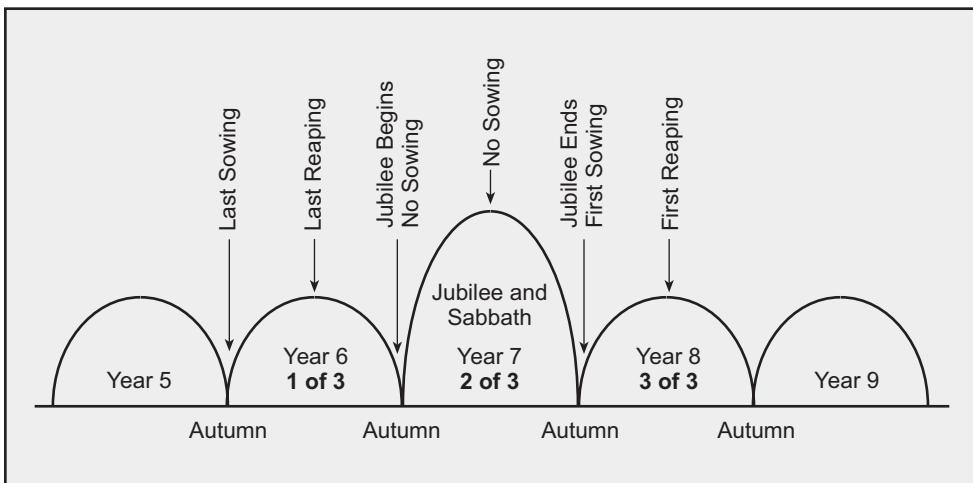 Last Sowing
Last Reaping
Jubilee Begins
No Sowing
No Sowing
Jubilee Ends
First Sowing
First Reaping
Year 5
Year 6
1 of 3
Jubilee and
Sabbath
Year 7
2 of 3
Year 8
3 of 3
Year 9
Autumn
Autumn
Autumn
Autumn